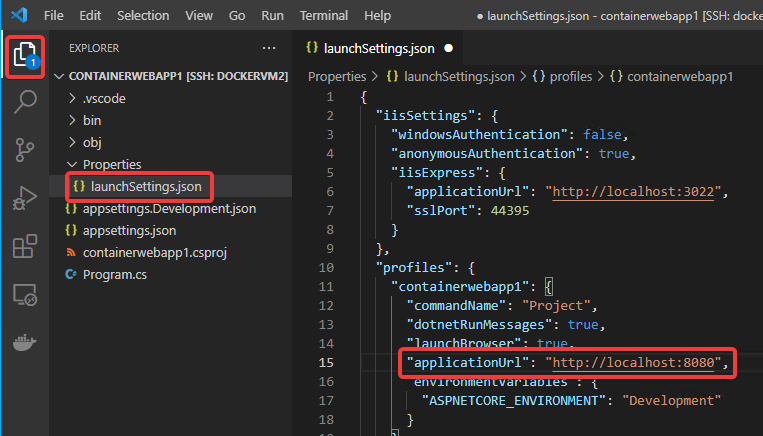 File Edit Selection View Go Run Terminal Help
● launchSettings.json - containerwebapp1 [SSH: docker
1
EXPLORER
CONTAINERWEBAPP1 [SSH: DOCKERVM2]
.vscode
bin
obj
Properties
{} launchSettings.json
{} appsettings.Development.json
{} appsettings.json
containerwebapp1.csproj
C# Program.cs
{} launchSettings.json ●
Properties > {} launchSettings.json > {} profiles > {} containerwebapp1
1 {
2 "iisSettings": {
3 "windowsAuthentication": false,
4 "anonymousAuthentication": true,
5 "iisExpress": {
6 "applicationUrl": "http://localhost:3022",
7 "sslPort": 44395
8 }
9 },
10 "profiles": {
11 "containerwebapp1": {
12 "commandName": "Project",
13 "dotnetRunMessages": true,
14 "launchBrowser": true,
15 "applicationUrl": "http://localhost:8080",
16 "environmentVariables": {
17 "ASPNETCORE_ENVIRONMENT": "Development"
18 }